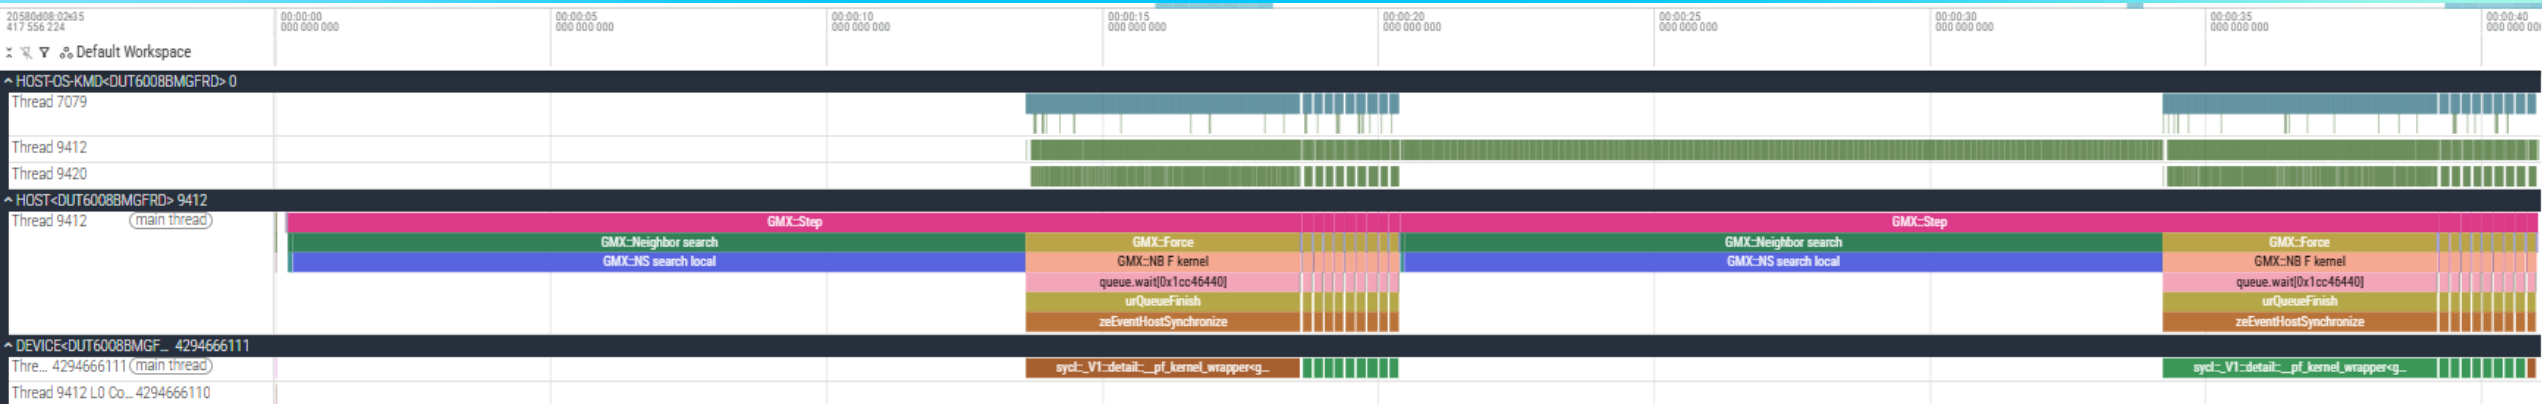 00:00:00 00:00:05 00:00:10 00:00:15 00:00:20 00:00:25 00:00:30 00:00:35 00:00:40
417 556 224 000 000 000 000 000 000 000 000 000 000 000 000 000 000 000 000 000 000 000 000 000 000 000 000 000 000 00
Default Workspace
HOST-OS-KMD<DUT6008BMGFRD> 0
Thread 7079
Thread 9412
Thread 9420
HOST<DUT6008BMGFRD> 9412
Thread 9412 main thread GMX::Step GMX::Step
GMX::Neighbor search GMX::Force GMX::Neighbor search GMX::Force
GMX::NS search local GMX::NB F kernel GMX::NS search local GMX::NB F kernel
queue.wait[0x1cc46440] queue.wait[0x1cc46440]
urQueueFinish urQueueFinish
zeEventHostSynchronize zeEventHostSynchronize
DEVICE<DUT6008BMGF... 4294666111
Thre... 4294666111 main thread sycl::_V1::detail::__pf_kernel_wrapper<g... sycl::_V1::detail::__pf_kernel_wrapper<g...
Thread 9412 L0 Co... 4294666110